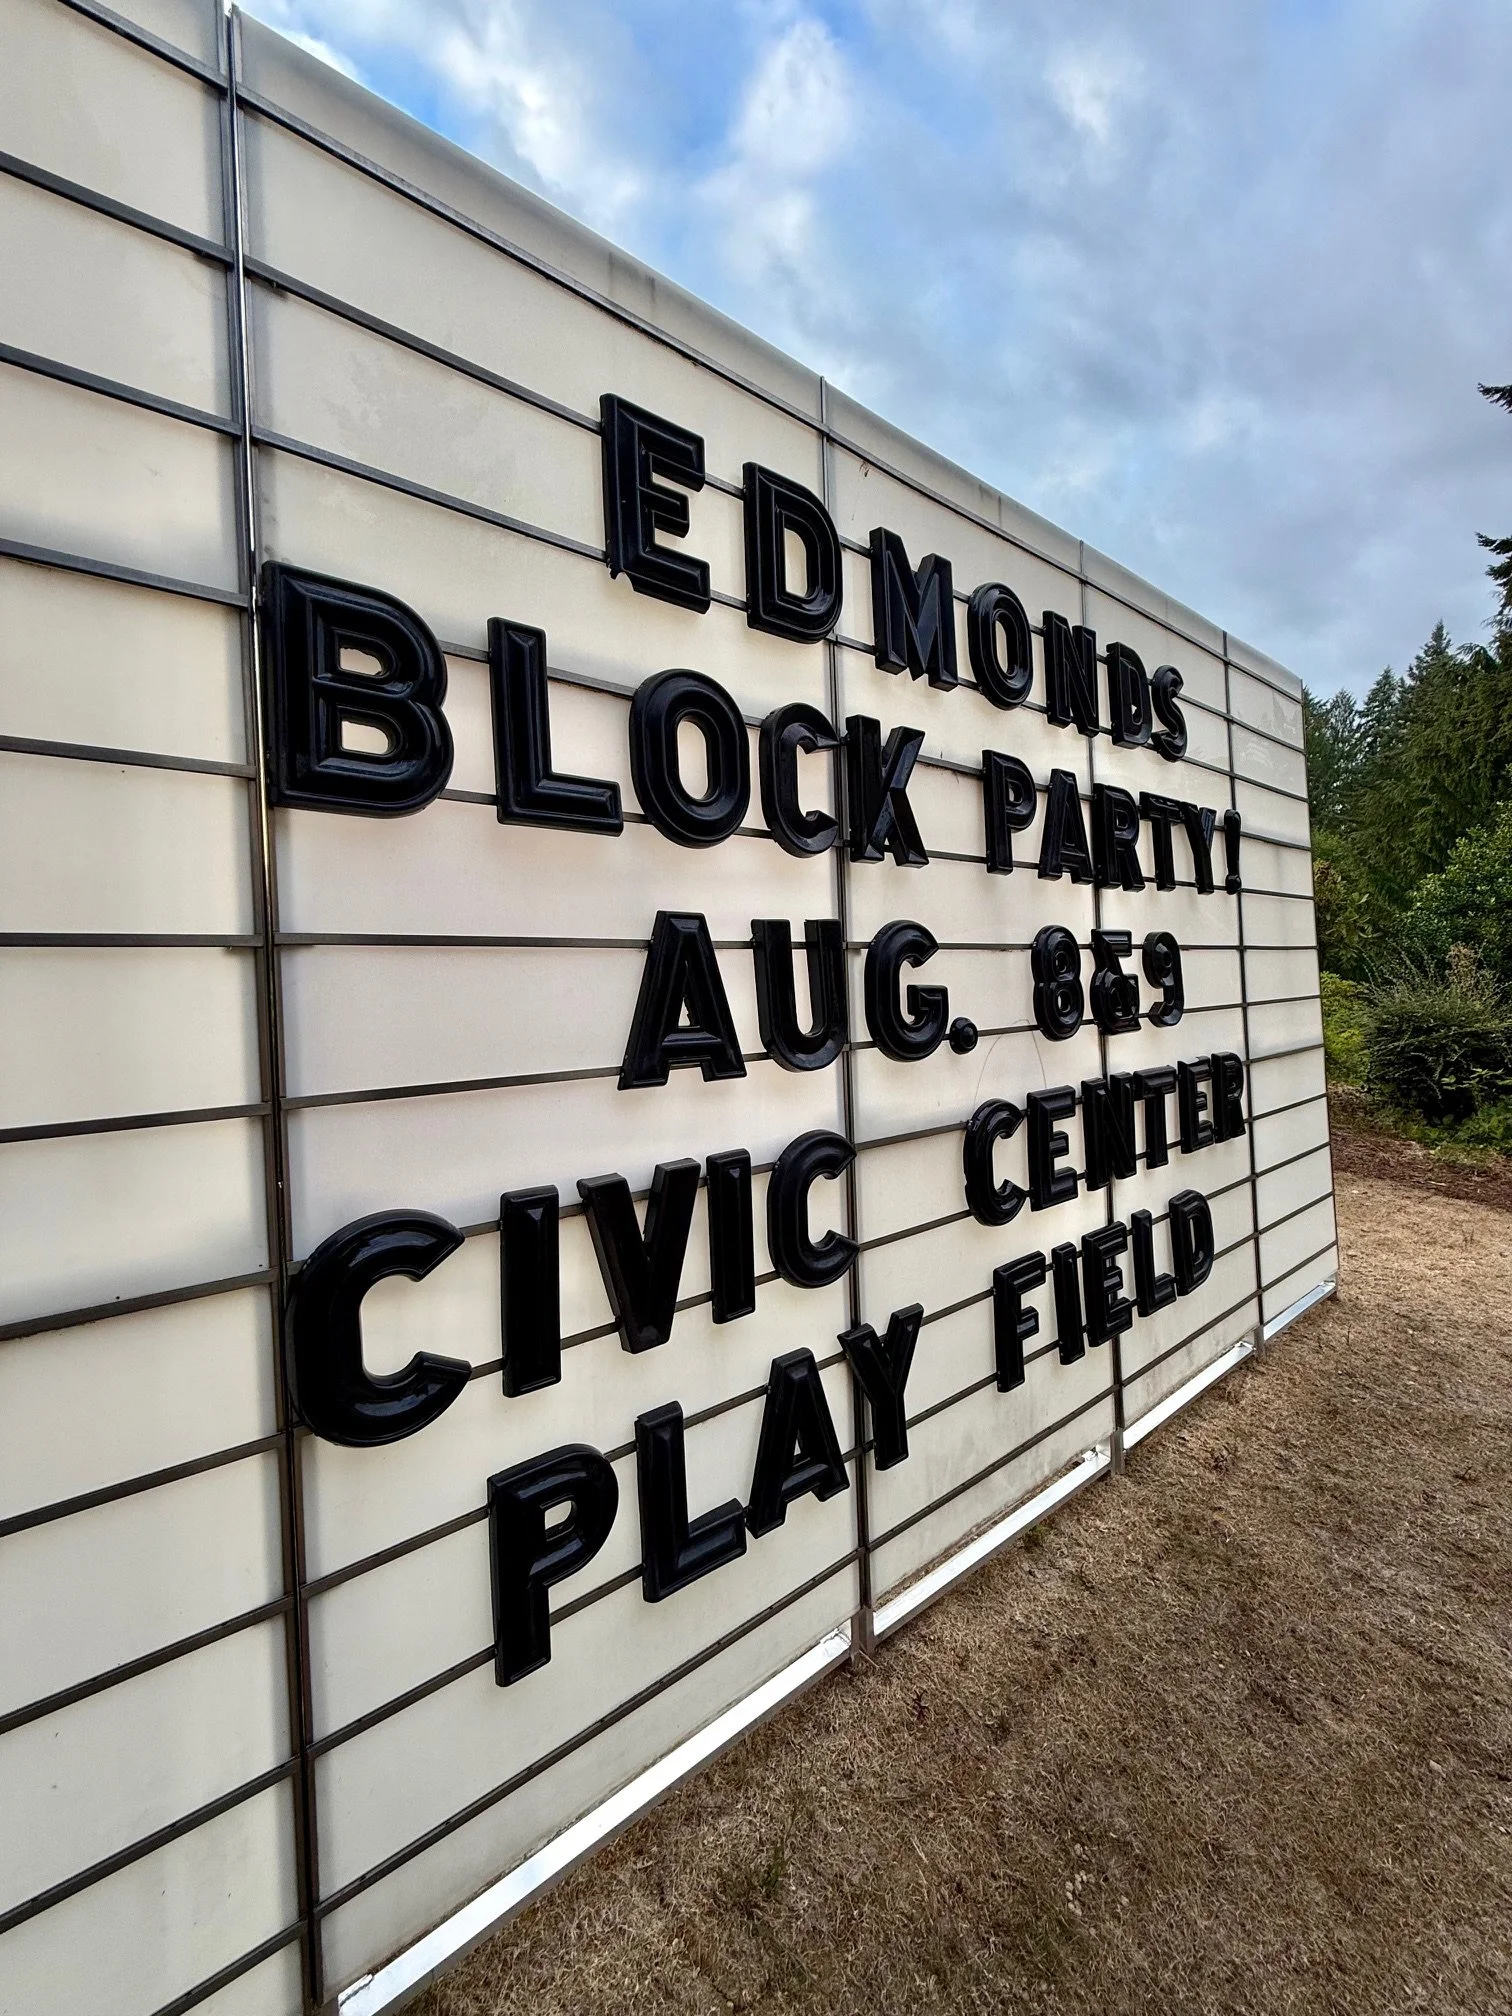 EDMONDS
BLOCK PARTY!
AUG. 8&9
CIVIC CENTER
PLAY FIELD